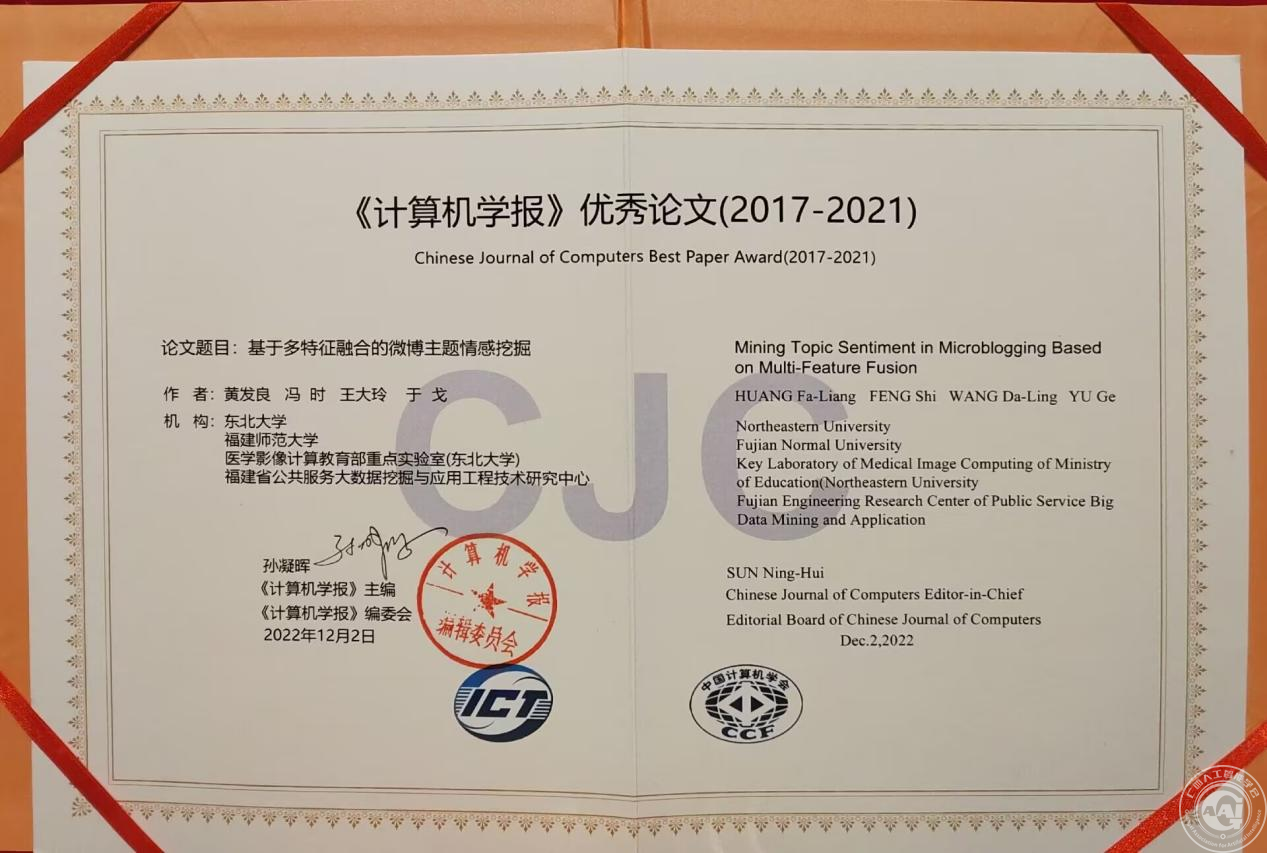 《计算机学报》优秀论文(2017-2021)
Chinese Journal of Computers Best Paper Award(2017-2021)
论文题目：基于多特征融合的微博主题情感挖掘
作 者：黄发良 冯 时 王大玲 于 戈
机 构：东北大学
福建师范大学
医学影像计算教育部重点实验室(东北大学)
福建省公共服务大数据挖掘与应用工程技术研究中心
CJC
孙凝晖
《计算机学报》主编
《计算机学报》编委会
2022年12月2日
计算机学报
编辑委员会
ICT
Mining Topic Sentiment in Microblogging Based
on Multi-Feature Fusion
HUANG Fa-Liang FENG Shi WANG Da-Ling YU Ge
Northeastern University
Fujian Normal University
Key Laboratory of Medical Image Computing of Ministry
of Education(Northeastern University
Fujian Engineering Research Center of Public Service Big
Data Mining and Application
SUN Ning-Hui
Chinese Journal of Computers Editor-in-Chief
Editorial Board of Chinese Journal of Computers
Dec.2,2022
中国计算机学会
CCF